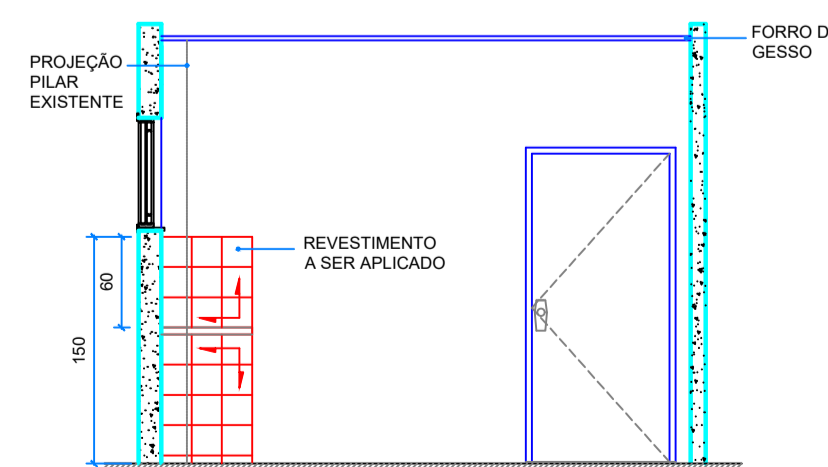 FORRO D
GESSO
PROJEÇÃO
PILAR
EXISTENTE
REVESTIMENTO
A SER APLICADO
60
150